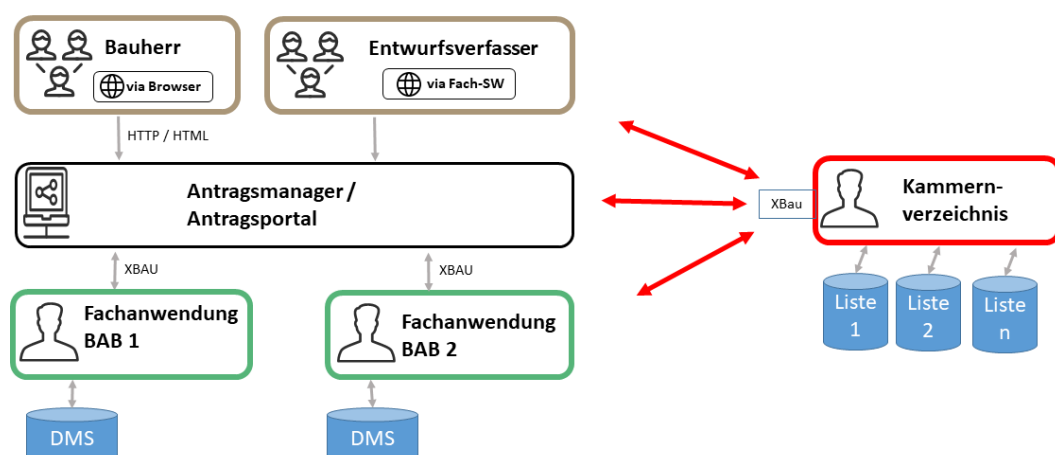 Bauherr
via Browser
Entwurfsverfasser
via Fach-SW
HTTP / HTML
Antragsmanager /
Antragsportal
XBau
Kammern-
verzeichnis
XBAU
XBAU
Fachanwendung
BAB 1
Fachanwendung
BAB 2
Liste
1
Liste
2
Liste
n
DMS
DMS